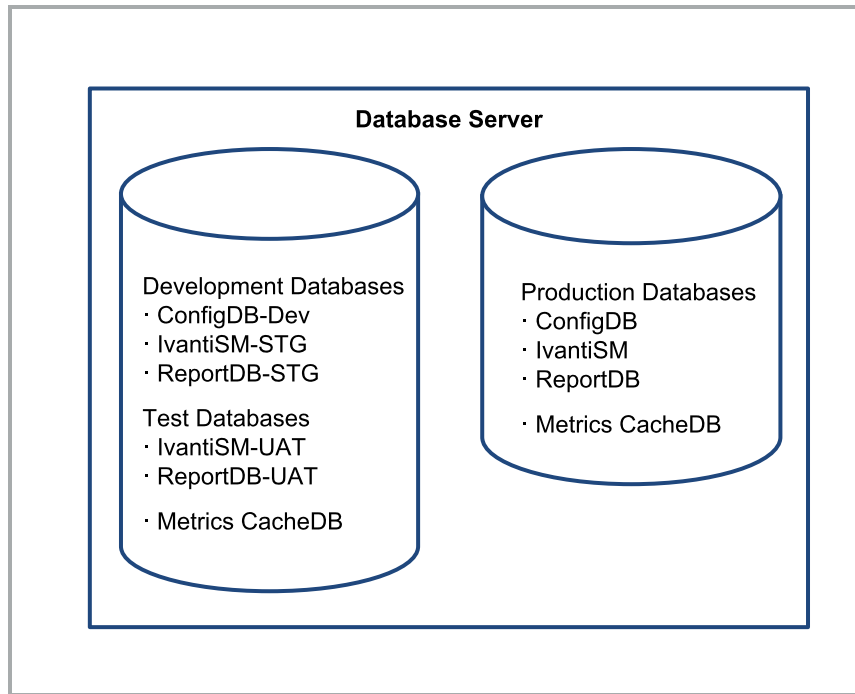 Database Server
Development Databases
· ConfigDB-Dev
· IvantiSM-STG
· ReportDB-STG
Test Databases
· IvantiSM-UAT
· ReportDB-UAT
· Metrics CacheDB
Production Databases
· ConfigDB
· IvantiSM
· ReportDB
· Metrics CacheDB